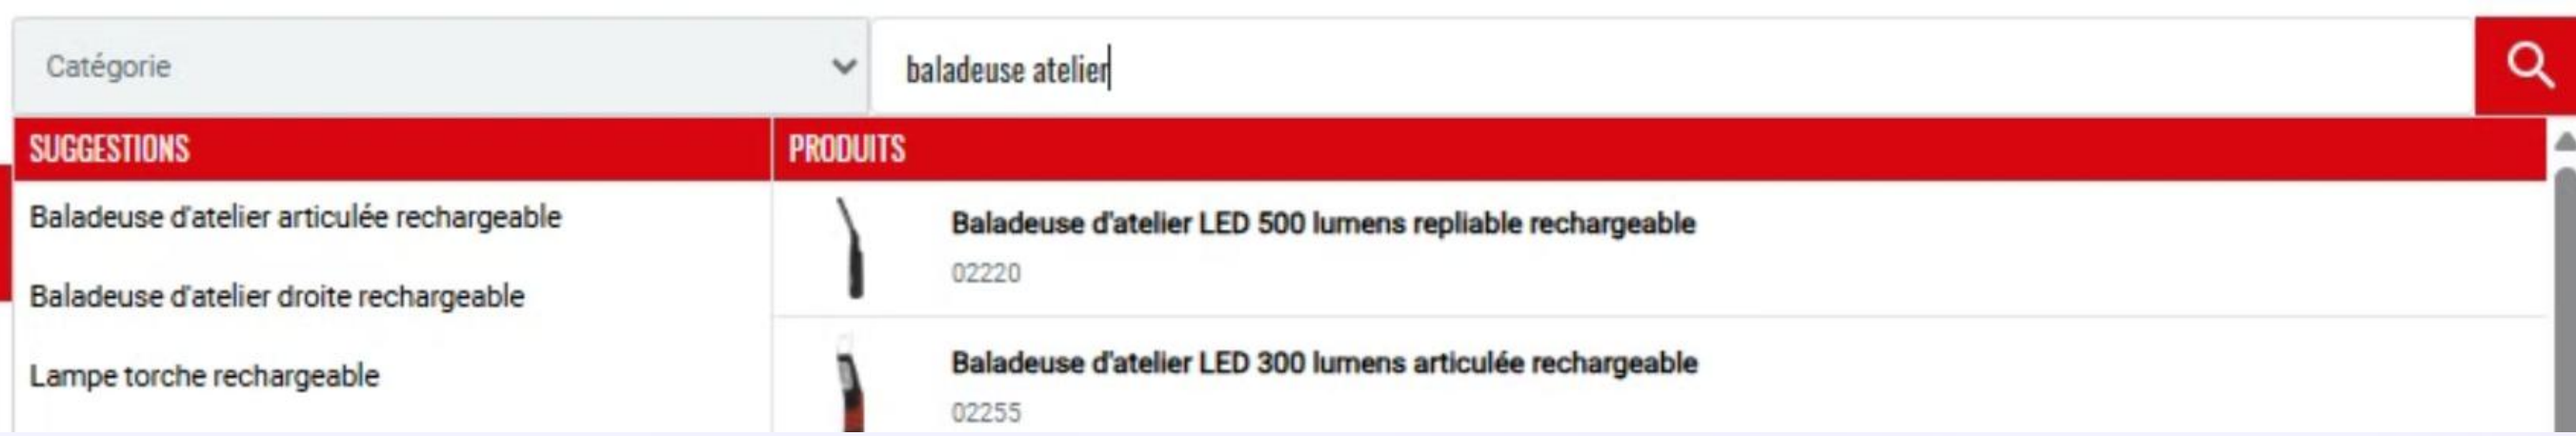 Catégorie
baladeuse atelier
SUGGESTIONS
Baladeuse d'atelier articulée rechargeable
Baladeuse d'atelier droite rechargeable
Lampe torche rechargeable
PRODUITS
Baladeuse d'atelier LED 500 lumens repliable rechargeable
02220
Baladeuse d'atelier LED 300 lumens articulée rechargeable
02255